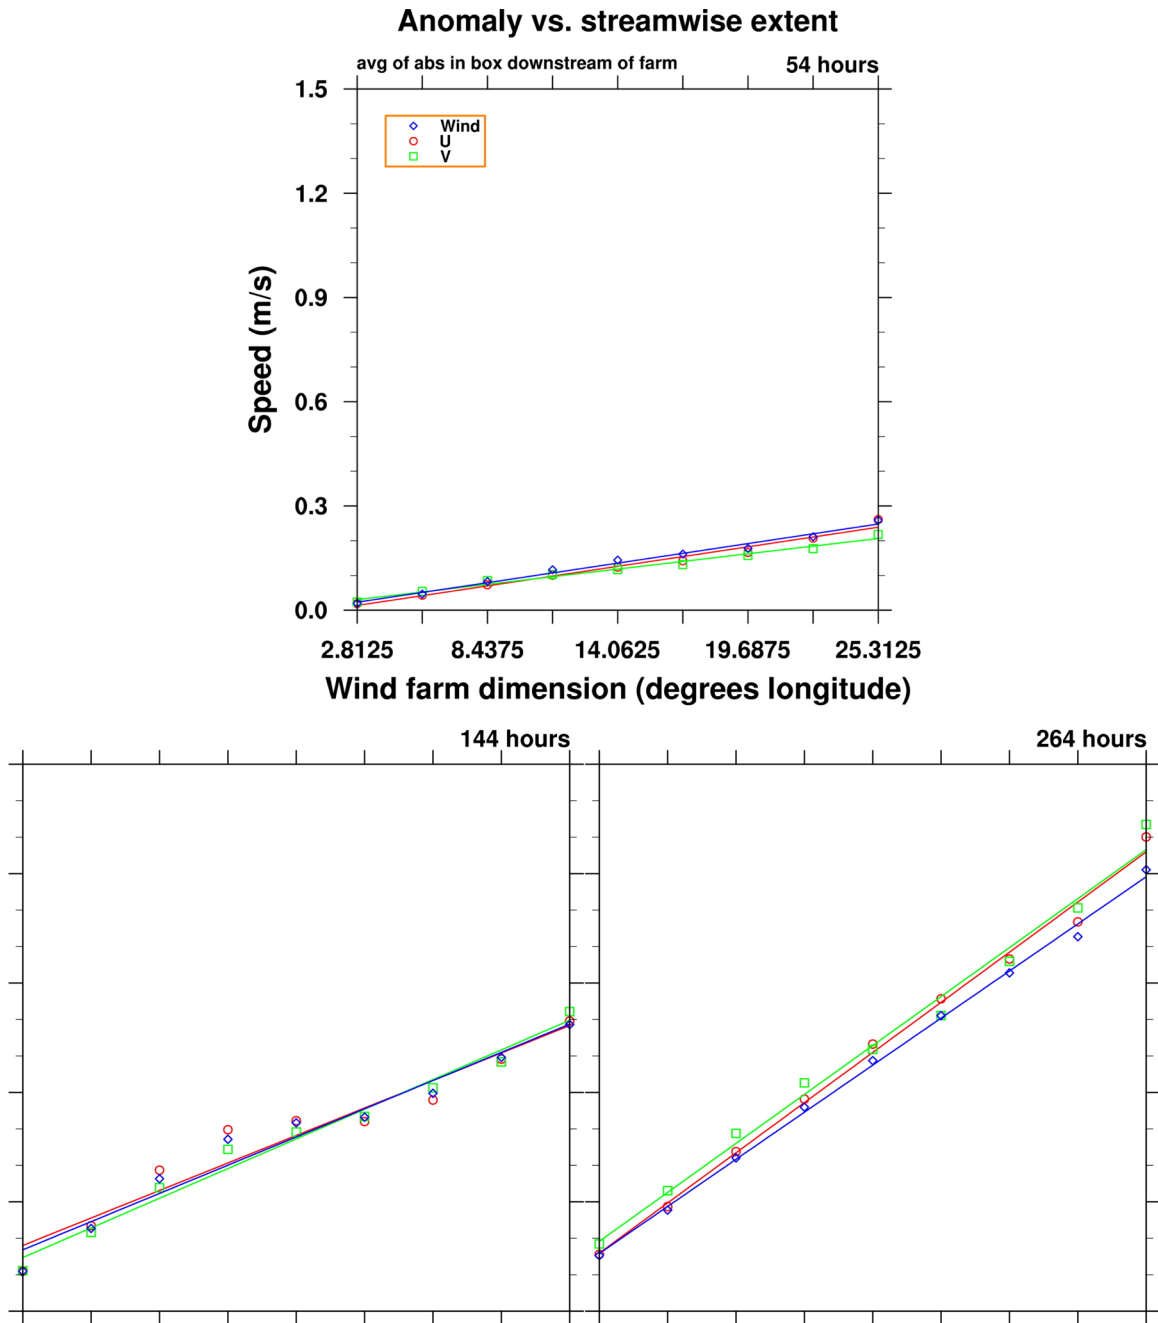 Anomaly vs. streamwise extent
avg of abs in box downstream of farm 54 hours
1.5
Wind
U
V
1.2
0.9
Speed (m/s)
0.6
0.3
0.0
2.8125 8.4375 14.0625 19.6875 25.3125
Wind farm dimension (degrees longitude)
144 hours 264 hours